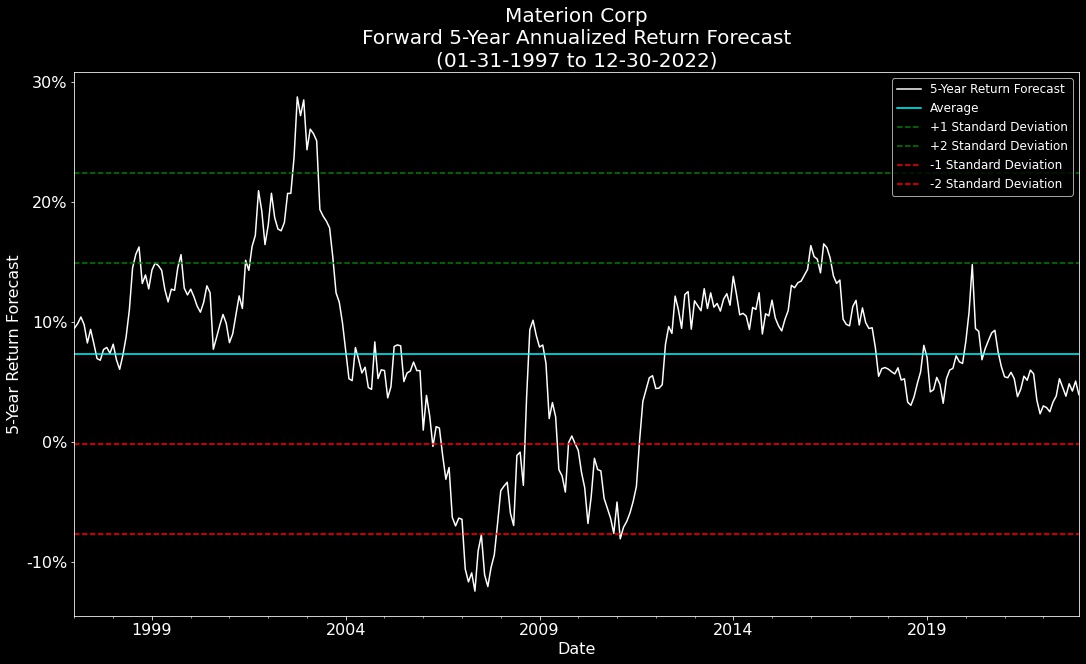 Materion Corp
Forward 5-Year Annualized Return Forecast
(01-31-1997 to 12-30-2022)
30%
20%
10%
0%
-10%
5-Year Return Forecast
5-Year Return Forecast
Average
+1 Standard Deviation
+2 Standard Deviation
-1 Standard Deviation
-2 Standard Deviation
1999 2004 2009 2014 2019
Date